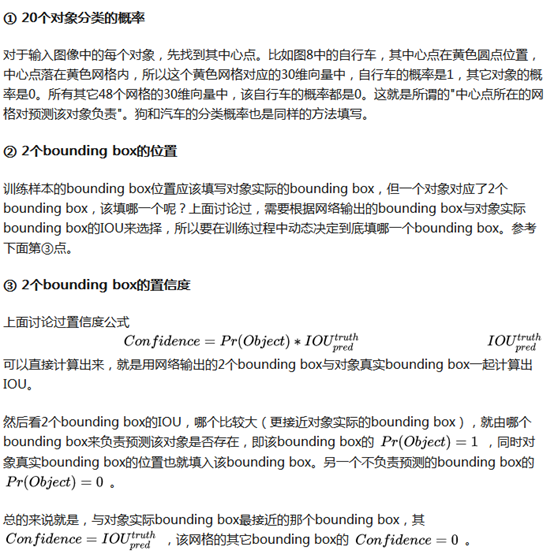 ① 20个对象分类的概率
对于输入图像中的每个对象，先找到其中心点。比如图8中的自行车，其中心点在黄色圆点位置，
中心点落在黄色网格内，所以这个黄色网格对应的30维向量中，自行车的概率是1，其它对象的概
率是0。所有其它48个网格的30维向量中，该自行车的概率都是0。这就是所谓的"中心点所在的网
格对预测该对象负责"。狗和汽车的分类概率也是同样的方法填写。
② 2个bounding box的位置
训练样本的bounding box位置应该填写对象实际的bounding box，但一个对象对应了2个
bounding box，该填哪一个呢？上面讨论过，需要根据网络输出的bounding box与对象实际
bounding box的IOU来选择，所以要在训练过程中动态决定到底填哪一个bounding box。参考
下面第③点。
③ 2个bounding box的置信度
上面讨论过置信度公式
Confidence = Pr(Object) * IOU^{truth}_{pred} IOU^{truth}_{pred}
可以直接计算出来，就是用网络输出的2个bounding box与对象真实bounding box一起计算出
IOU。
然后看2个bounding box的IOU，哪个比较大（更接近对象实际的bounding box），就由哪个
bounding box来负责预测该对象是否存在，即该bounding box的 Pr(Object) = 1 ，同时对
象真实bounding box的位置也就填入该bounding box。另一个不负责预测的bounding box的
Pr(Object) = 0 。
总的来说就是，与对象实际bounding box最接近的那个bounding box，其
Confidence = IOU^{truth}_{pred} ，该网格的其它bounding box的 Confidence = 0 。